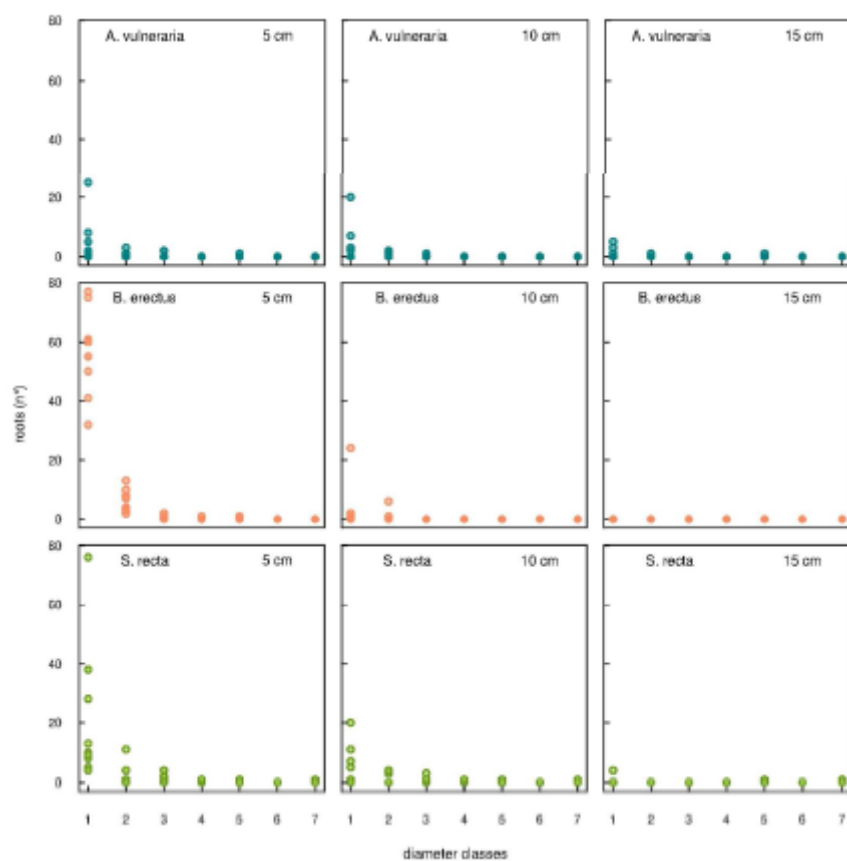 80
A. vulneraria 5 cm
A. vulneraria 10 cm
A. vulneraria 15 cm
60
40
20
0
80
B. erectus 5 cm
B. erectus 10 cm
B. erectus 15 cm
60
40
20
0
roots (n°)
80
S. recta 5 cm
S. recta 10 cm
S. recta 15 cm
60
40
20
0
1 2 3 4 5 6 7 1 2 3 4 5 6 7 1 2 3 4 5 6 7
diameter classes